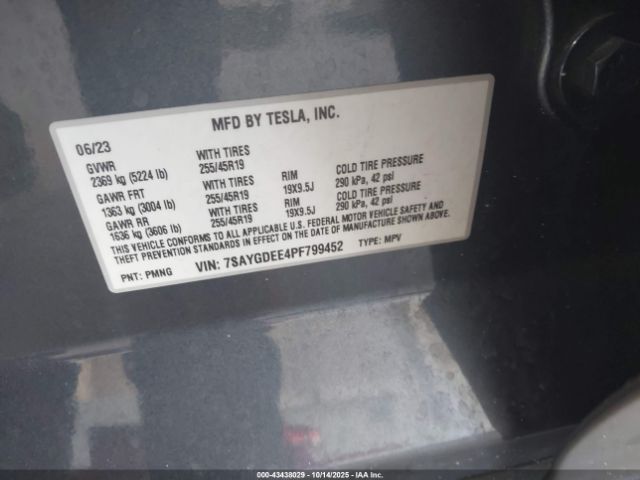 MFD BY TESLA, INC.
06/23
GVWR WITH TIRES
2369 kg (5224 lb) 255/45R19 RIM COLD TIRE PRESSURE
GAWR FRT WITH TIRES 19X9.5J 290 kPa, 42 psi
1363 kg (3004 lb) 255/45R19 RIM COLD TIRE PRESSURE
GAWR RR WITH TIRES 19X9.5J 290 kPa, 42 psi
1636 kg (3606 lb) 255/45R19
THIS VEHICLE CONFORMS TO ALL APPLICABLE U.S. FEDERAL MOTOR VEHICLE SAFETY AND
THEFT PREVENTION STANDARDS IN EFFECT ON THE DATE OF MANUFACTURE SHOWN ABOVE.
PNT: PMNG VIN: 7SAYGDEE4PF799452 TYPE: MPV
000-43438029 - 10/14/2025 - IAAI.COM